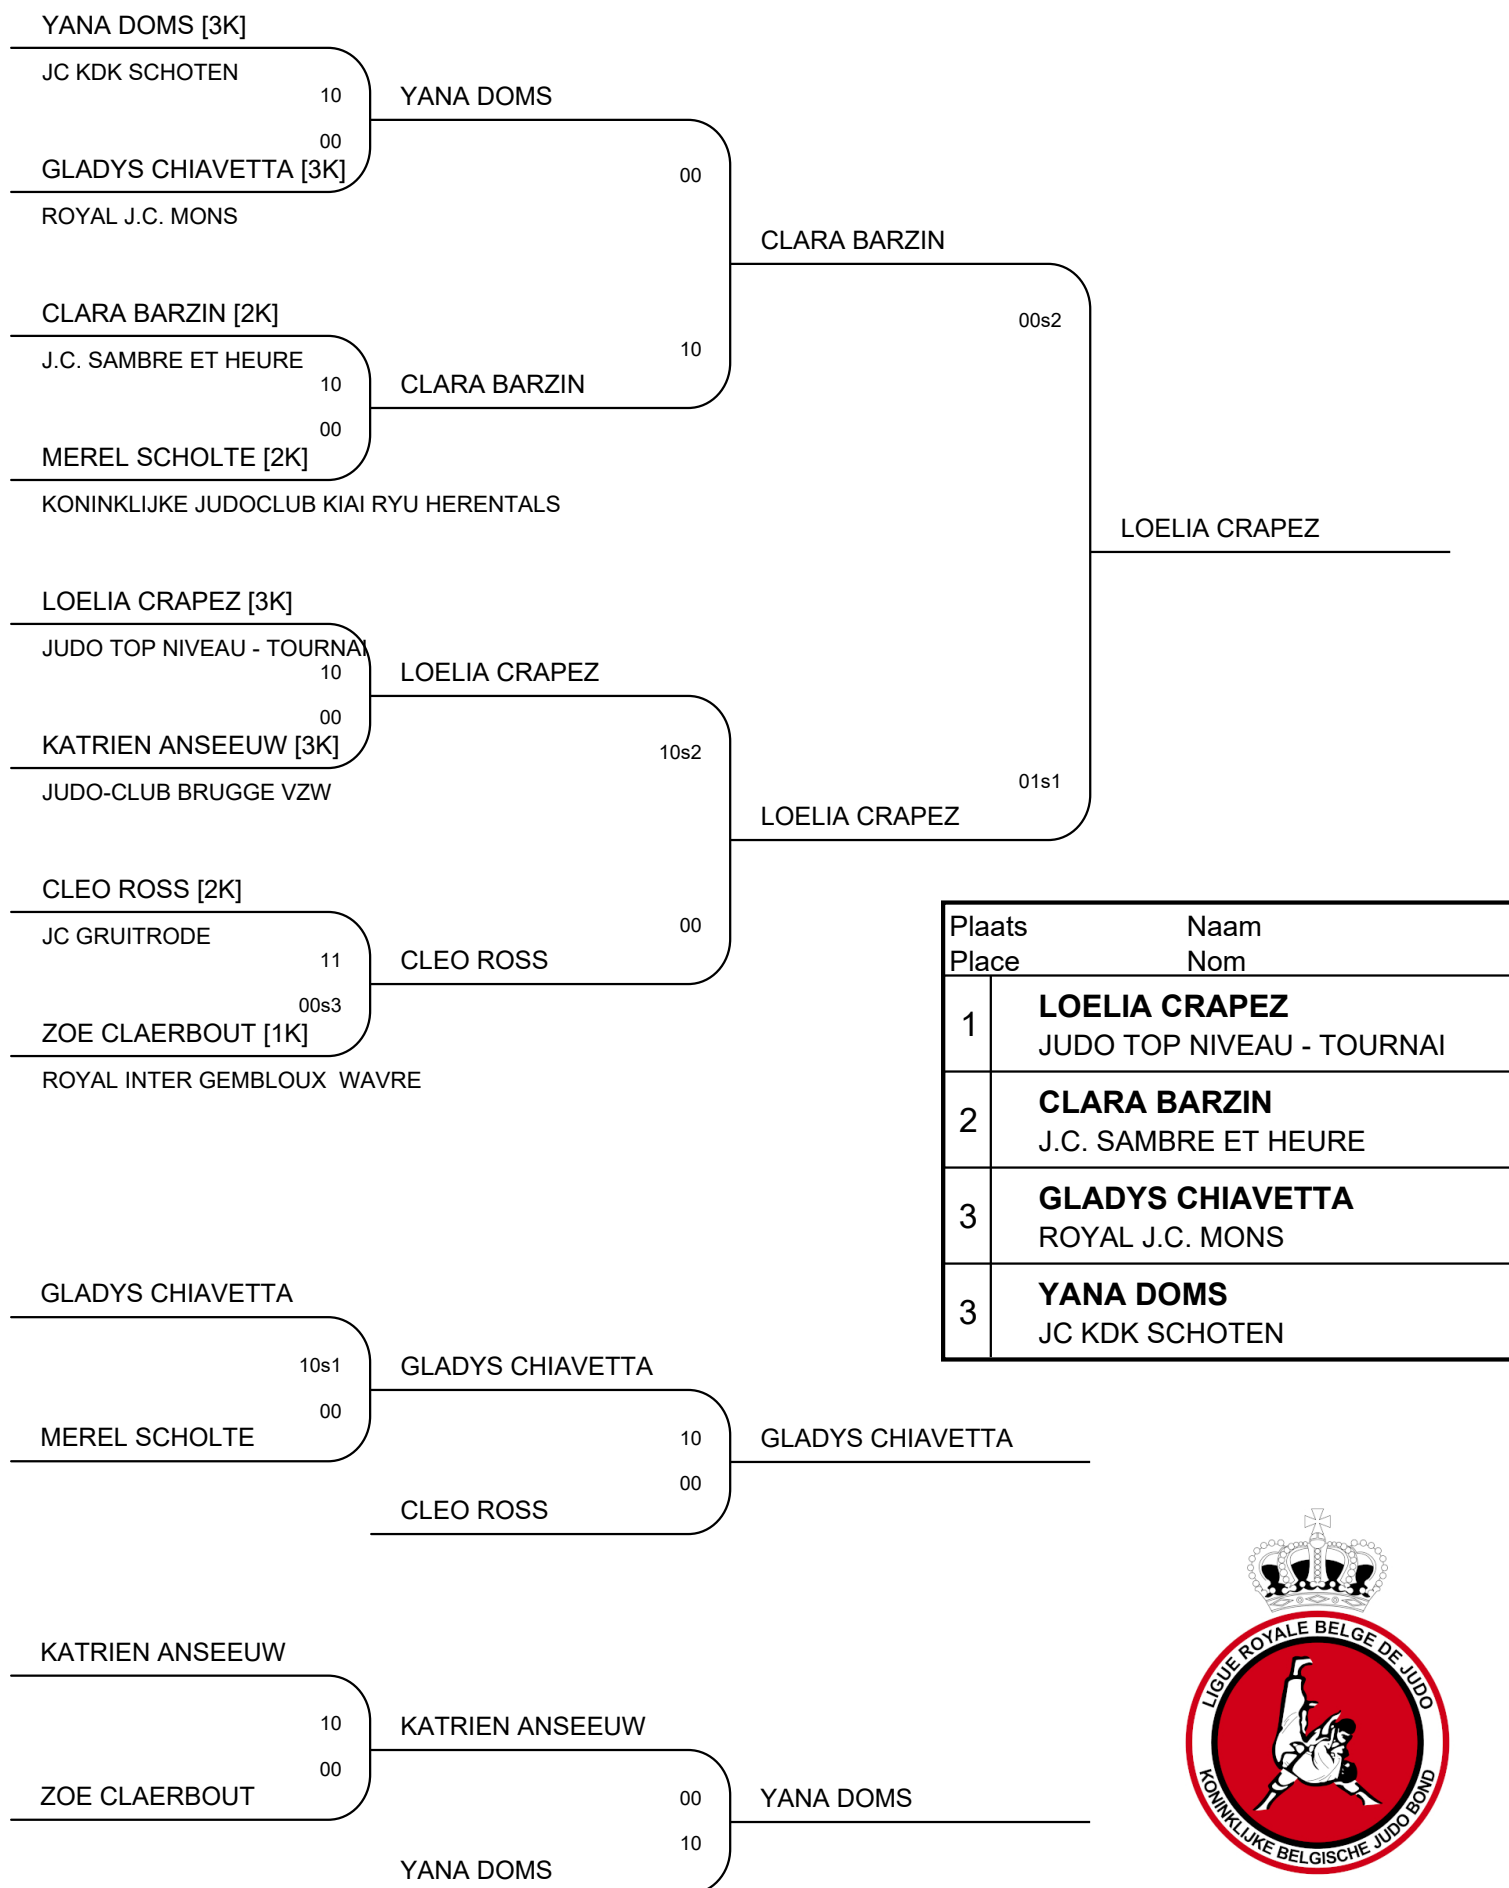 YANA DOMS [3K]
JC KDK SCHOTEN
10
00
GLADYS CHIAVETTA [3K]
ROYAL J.C. MONS
YANA DOMS
00
CLARA BARZIN [2K]
J.C. SAMBRE ET HEURE
10
00
MEREL SCHOLTE [2K]
KONINKLIJKE JUDOCLUB KIAI RYU HERENTALS
10
CLARA BARZIN
CLARA BARZIN
00s2
LOELIA CRAPEZ [3K]
JUDO TOP NIVEAU - TOURNAI
10
00
KATRIEN ANSEEUW [3K]
JUDO-CLUB BRUGGE VZW
LOELIA CRAPEZ
10s2
CLEO ROSS [2K]
JC GRUITRODE
11
00s3
ZOE CLAERBOUT [1K]
ROYAL INTER GEMBLOUX  WAVRE
00
CLEO ROSS
01s1
LOELIA CRAPEZ
LOELIA CRAPEZ
Plaats Naam
Place Nom
1 LOELIA CRAPEZ
JUDO TOP NIVEAU - TOURNAI
2 CLARA BARZIN
J.C. SAMBRE ET HEURE
3 GLADYS CHIAVETTA
ROYAL J.C. MONS
3 YANA DOMS
JC KDK SCHOTEN
GLADYS CHIAVETTA
10s1
00
MEREL SCHOLTE
GLADYS CHIAVETTA
10
00
CLEO ROSS
GLADYS CHIAVETTA
KATRIEN ANSEEUW
10
00
ZOE CLAERBOUT
KATRIEN ANSEEUW
00
10
YANA DOMS
YANA DOMS
LIGUE ROYALE BELGE DE JUDO
KONINKLIJKE BELGISCHE JUDO BOND